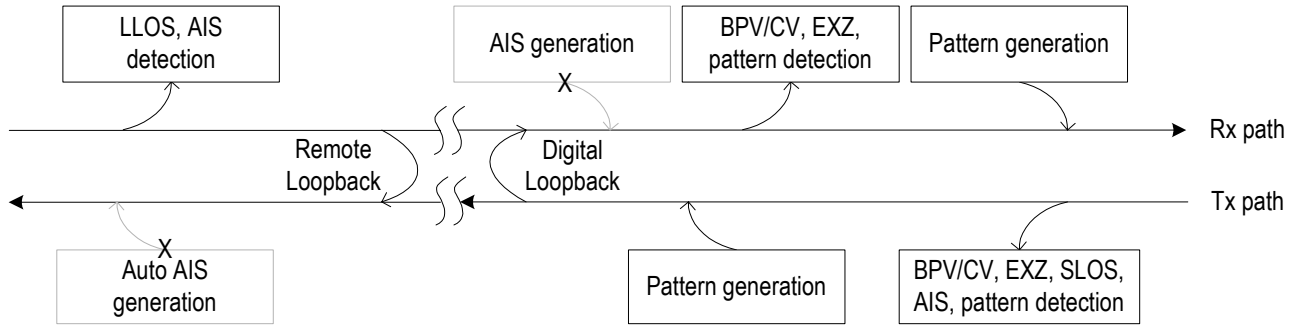 LLOS, AIS
detection
AIS generation
BPV/CV, EXZ,
pattern detection
Pattern generation
X
Rx path
Remote
Loopback
Digital
Loopback
Tx path
X
Auto AIS
generation
Pattern generation
BPV/CV, EXZ, SLOS,
AIS, pattern detection